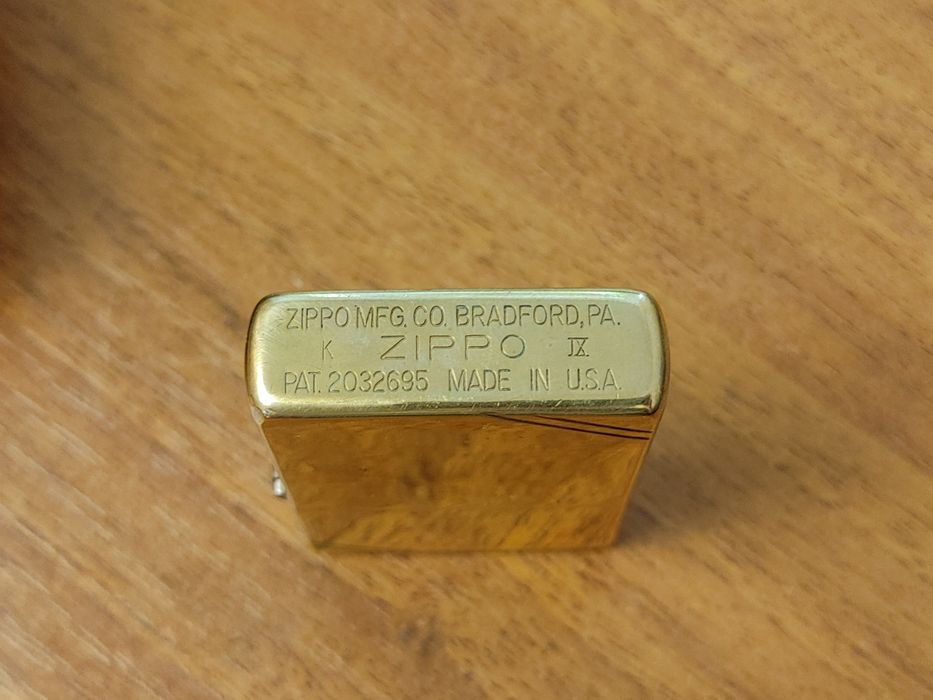 ZIPPO MFG. CO. BRADFORD, PA.
K ZIPPO IX
PAT. 2032695 MADE IN U.S.A.